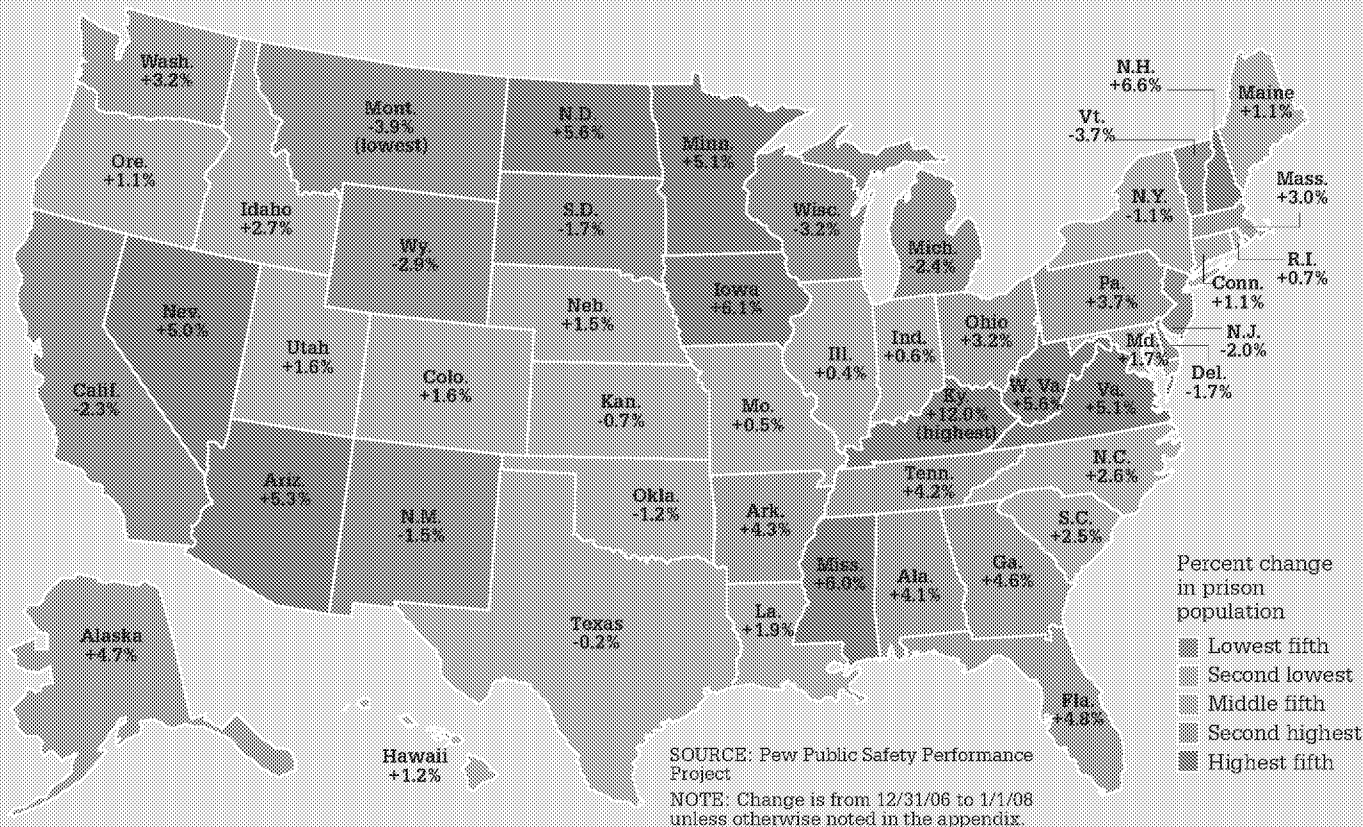 Wash.
+3.2%
Mont.
-3.9%
(lowest)
N.D.
+5.6%
Minn.
+5.1%
N.H.
+6.6%
Maine
+1.1%
Vt.
-3.7%
Ore.
+1.1%
Idaho
+2.7%
S.D.
-1.7%
Wisc.
-3.2%
N.Y.
-1.1%
Mass.
+3.0%
Wy.
-2.9%
Mich.
-2.4%
R.I.
+0.7%
Conn.
+1.1%
Nev.
+5.0%
Iowa
+6.1%
Pa.
+3.7%
Neb.
+1.5%
Ohio
+3.2%
N.J.
-2.0%
Utah
+1.6%
Ill.
+0.4%
Ind.
+0.6%
Md.
+1.7%
Del.
-1.7%
Calif.
-2.3%
Colo.
+1.6%
Kan.
-0.7%
Mo.
+0.5%
Ky.
+12.0%
(highest)
W. Va.
+5.6%
Va.
+5.1%
Ariz.
+5.3%
N.M.
-1.5%
Okla.
-1.2%
Ark.
+4.3%
Tenn.
+4.2%
N.C.
+2.6%
S.C.
+2.5%
Miss.
+6.0%
Ala.
+4.1%
Ga.
+4.6%
La.
+1.9%
Texas
-0.2%
Alaska
+4.7%
Hawaii
+1.2%
Fla.
+4.8%
Percent change
in prison
population
Lowest fifth
Second lowest
Middle fifth
Second highest
Highest fifth
SOURCE: Pew Public Safety Performance
Project
NOTE: Change is from 12/31/06 to 1/1/08
unless otherwise noted in the appendix.